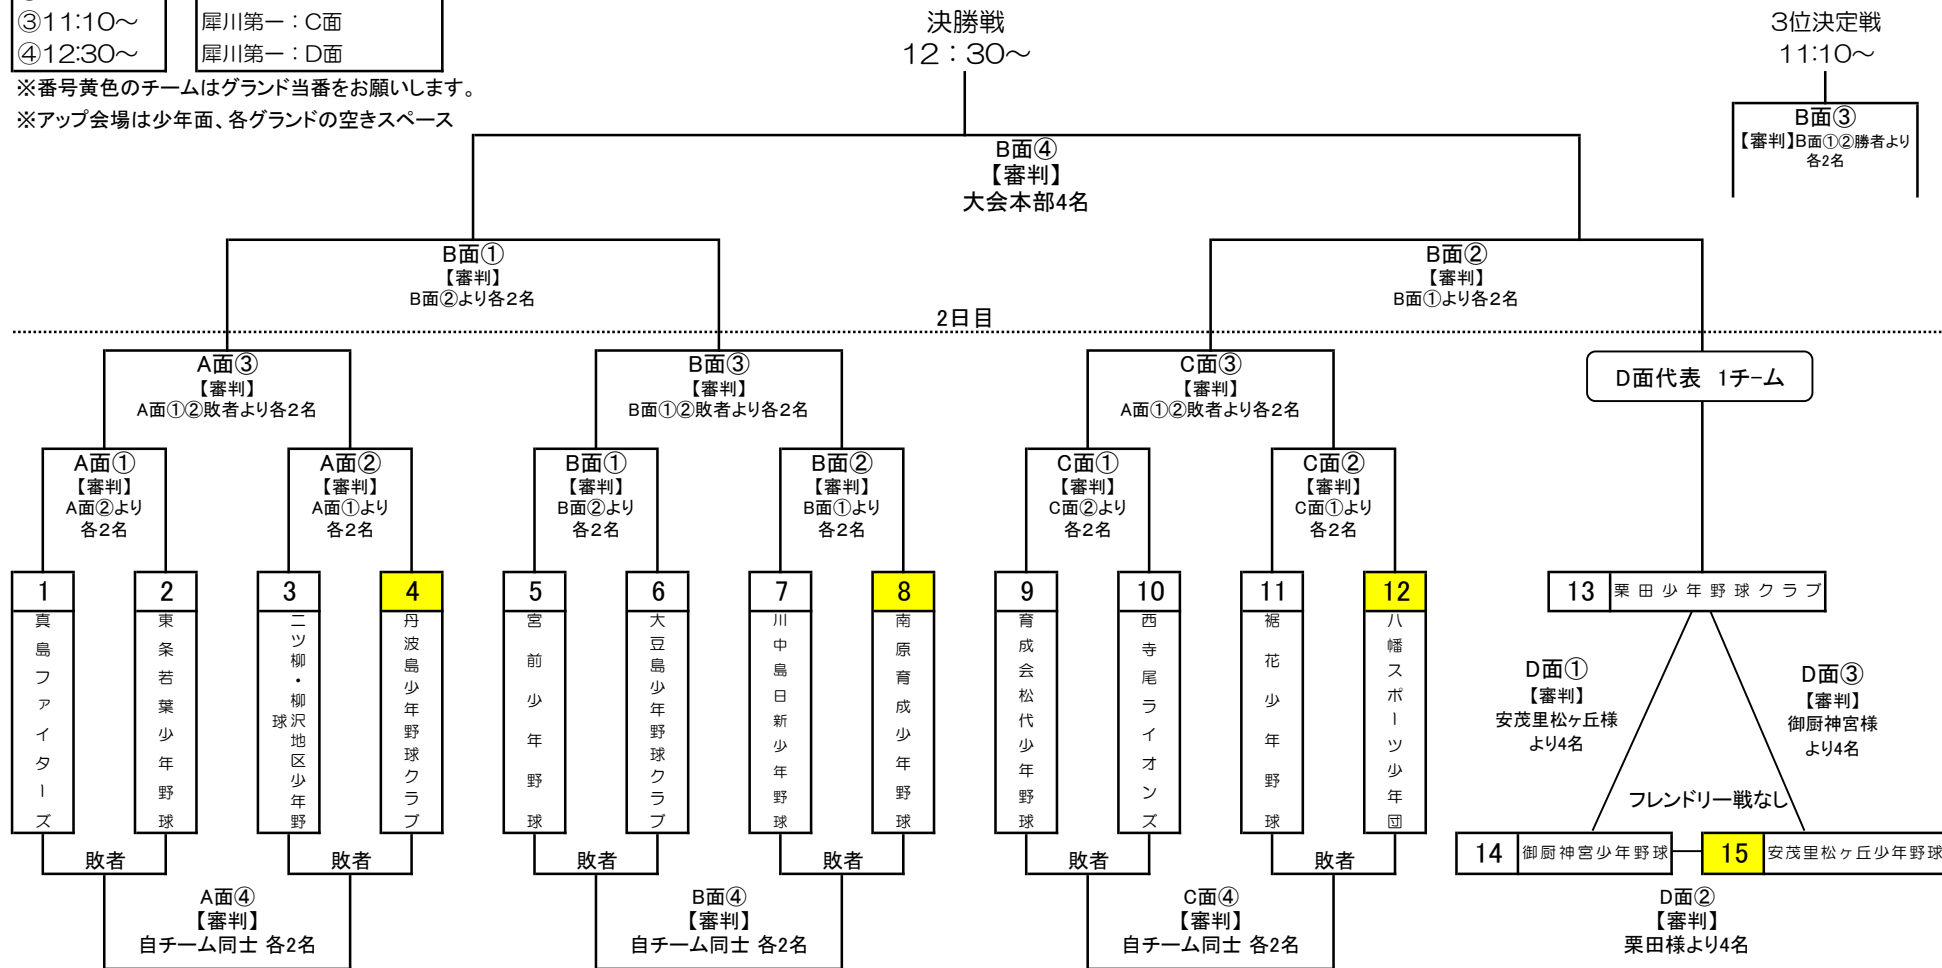 ③11:10～
④12:30～
犀川第一：C面
犀川第一：D面
※番号黄色のチームはグランド当番をお願いします。
※アップ会場は少年面、各グランドの空きスペース
決勝戦
12：30～
3位決定戦
11:10～
B面③
【審判】B面①②勝者より
各2名
B面④
【審判】
大会本部4名
B面①
【審判】
B面②より各2名
B面②
【審判】
B面①より各2名
2日目
A面③
【審判】
A面①②敗者より各2名
B面③
【審判】
B面①②敗者より各2名
C面③
【審判】
A面①②敗者より各2名
D面代表 1チーム
A面①
【審判】
A面②より
各2名
A面②
【審判】
A面①より
各2名
B面①
【審判】
B面②より
各2名
B面②
【審判】
B面①より
各2名
C面①
【審判】
C面②より
各2名
C面②
【審判】
C面①より
各2名
1
真島ファイターズ
2
東条若葉少年野球
3
二ツ柳・柳沢地区少年野
球
4
丹波島少年野球クラブ
5
宮前少年野球
6
大豆島少年野球クラブ
7
川中島日新少年野球
8
南原育成少年野球
9
育成会松代少年野球
10
西寺尾ライオンズ
11
裾花少年野球
12
八幡スポーツ少年団
13 栗田少年野球クラブ
D面①
【審判】
安茂里松ヶ丘様
より4名
D面③
【審判】
御厨神宮様
より4名
フレンドリー戦なし
14 御厨神宮少年野球
15 安茂里松ヶ丘少年野球
D面②
【審判】
栗田様より4名
敗者
敗者
敗者
敗者
敗者
敗者
A面④
【審判】
自チーム同士 各2名
B面④
【審判】
自チーム同士 各2名
C面④
【審判】
自チーム同士 各2名